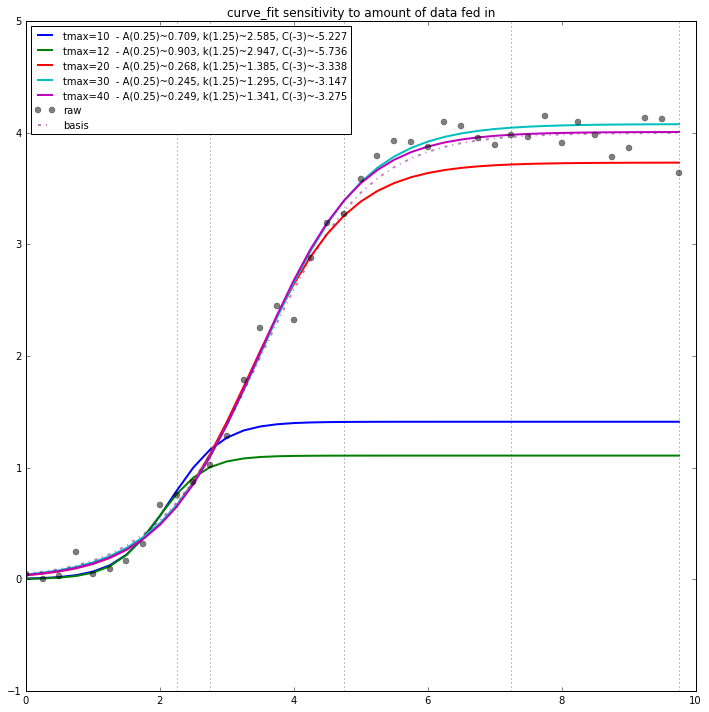 curve_fit sensitivity to amount of data fed in
5
tmax=10 - A(0.25)~0.709, k(1.25)~2.585, C(-3)~-5.227
tmax=12 - A(0.25)~0.903, k(1.25)~2.947, C(-3)~-5.736
tmax=20 - A(0.25)~0.268, k(1.25)~1.385, C(-3)~-3.338
tmax=30 - A(0.25)~0.245, k(1.25)~1.295, C(-3)~-3.147
tmax=40 - A(0.25)~0.249, k(1.25)~1.341, C(-3)~-3.275
raw
basis
4
3
2
1
0
−1
0 2 4 6 8 10